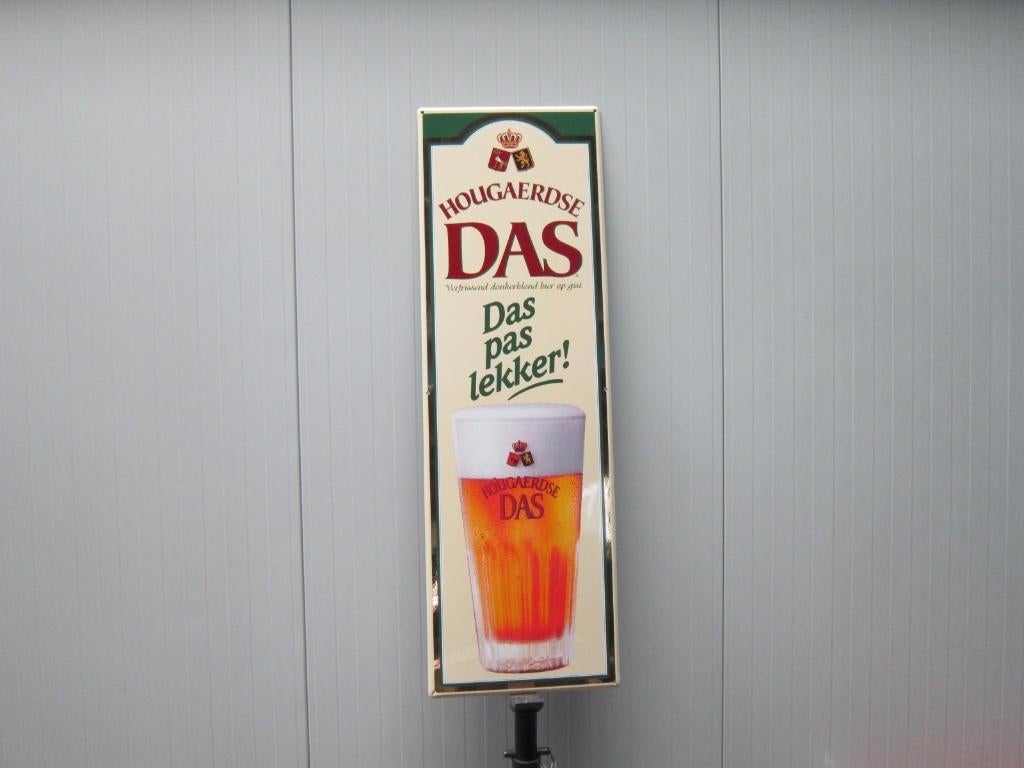 HOUGAERDSE
DAS
Verfrissend donkerblond bier op gist
Das
pas
lekker!
HOUGAERDSE
DAS